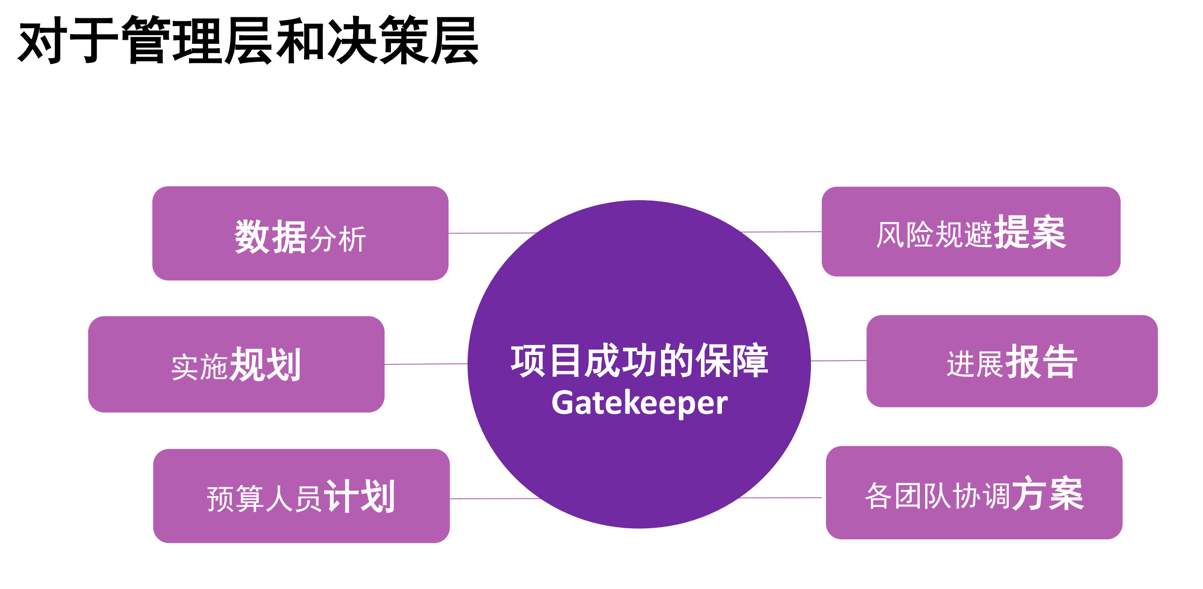 对于管理层和决策层
数据分析
实施规划
预算人员计划
项目成功的保障
Gatekeeper
风险规避提案
进展报告
各团队协调方案